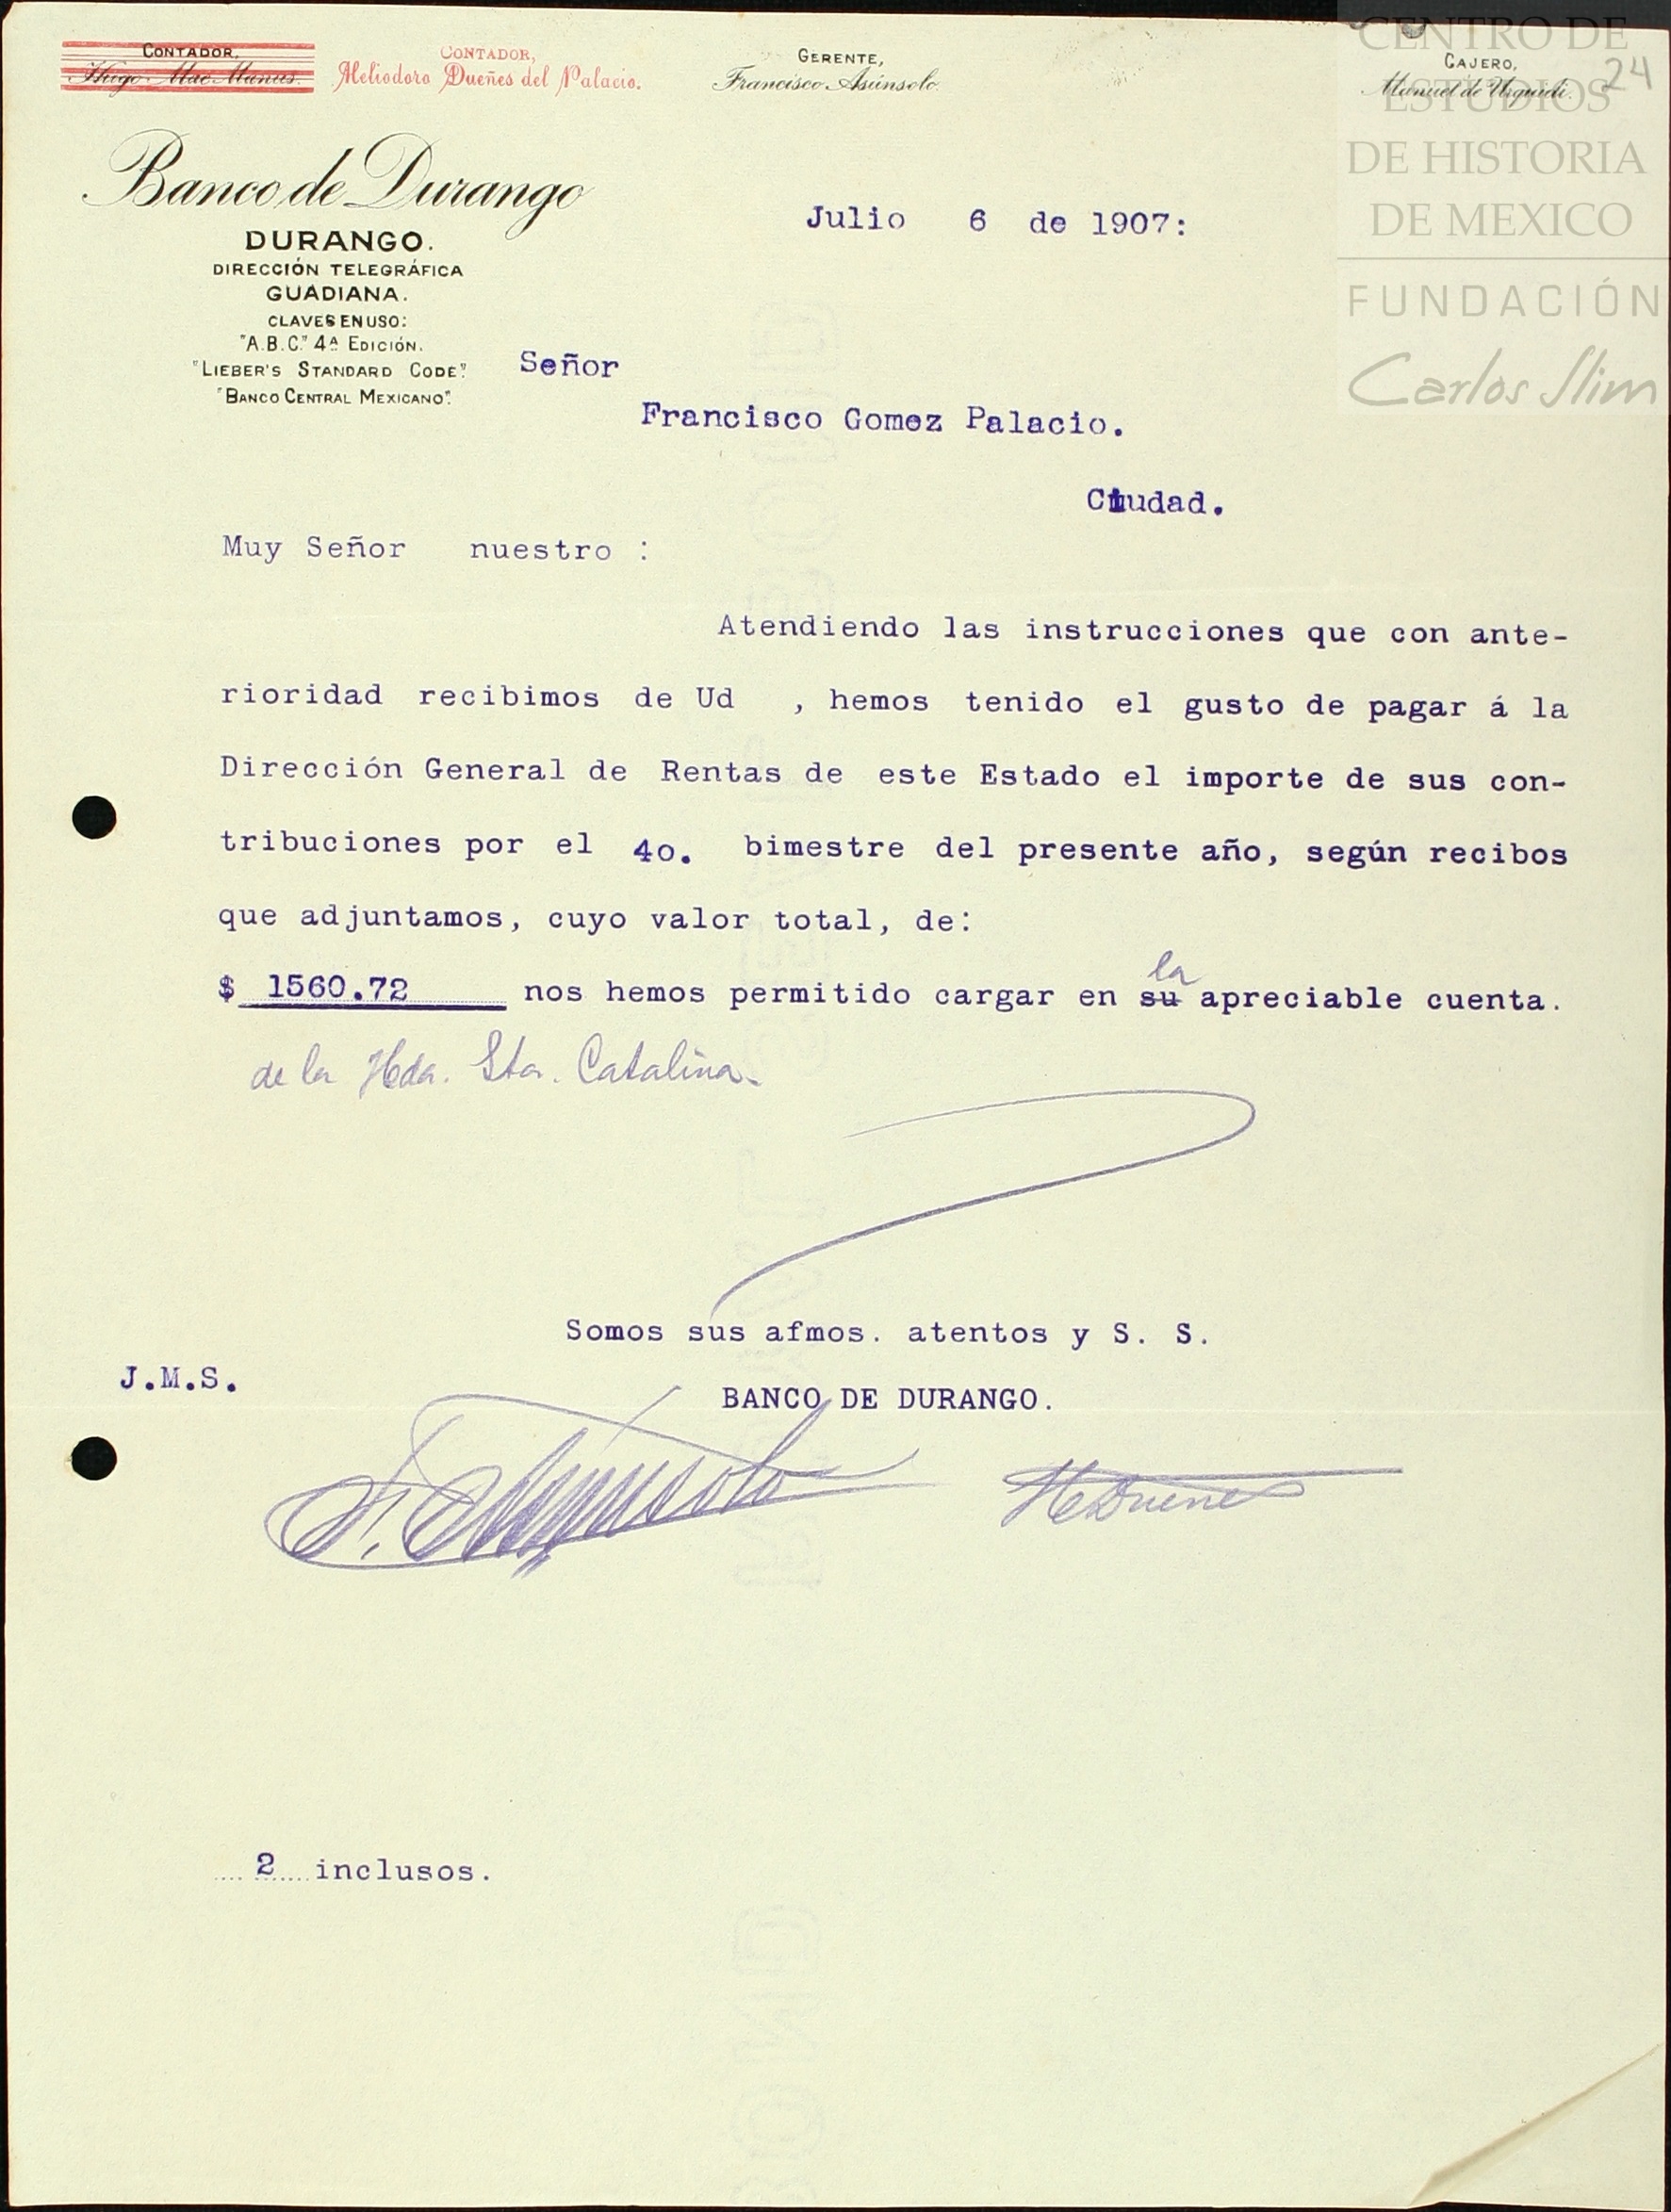 CONTADOR,
Hugo Mac Manus.
CONTADOR,
Heliodoro Dueñes del Palacio.
GERENTE,
Francisco Asúnsolo.
CAJERO,
Manuel de Urquidi.
24
CENTRO DE
ESTUDIOS
DE HISTORIA
DE MEXICO
FUNDACIÓN
Carlos Slim
Banco de Durango
DURANGO.
DIRECCIÓN TELEGRÁFICA
GUADIANA.
CLAVES EN USO:
"A.B.C." 4ª EDICIÓN.
"LIEBER'S STANDARD CODE".
"BANCO CENTRAL MEXICANO".
Julio 6 de 1907:
Señor
Francisco Gomez Palacio.
Ciudad.
Muy Señor nuestro :
Atendiendo las instrucciones que con ante-
rioridad recibimos de Ud , hemos tenido el gusto de pagar á la
Dirección General de Rentas de este Estado el importe de sus con-
tribuciones por el 4o. bimestre del presente año, según recibos
que adjuntamos, cuyo valor total, de:
la
$ 1560.72 nos hemos permitido cargar en su apreciable cuenta.
de la Hda. Sta. Catalina.
Somos sus afmos. atentos y S. S.
J.M.S.
BANCO DE DURANGO.
F. Asúnsolo
HDueñes
2 inclusos.